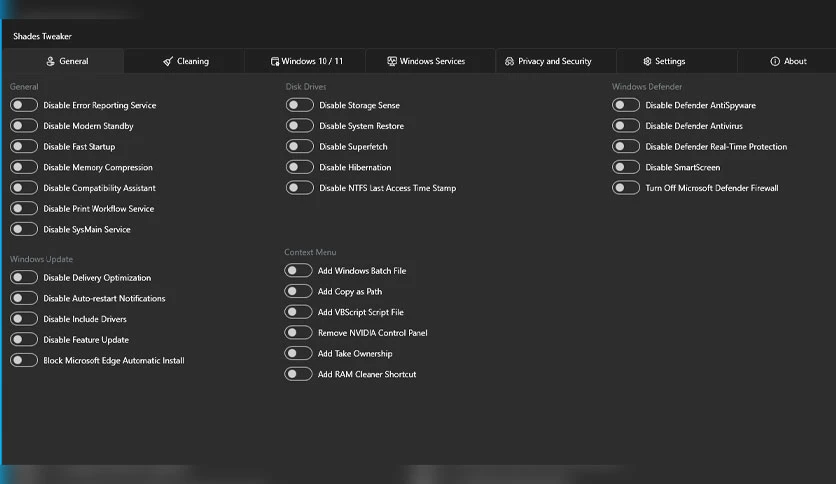 Shades Tweaker
General
Cleaning
Windows 10 / 11
Windows Services
Privacy and Security
Settings
About
General
Disable Error Reporting Service
Disable Modern Standby
Disable Fast Startup
Disable Memory Compression
Disable Compatibility Assistant
Disable Print Workflow Service
Disable SysMain Service
Windows Update
Disable Delivery Optimization
Disable Auto-restart Notifications
Disable Include Drivers
Disable Feature Update
Block Microsoft Edge Automatic Install
Disk Drives
Disable Storage Sense
Disable System Restore
Disable Superfetch
Disable Hibernation
Disable NTFS Last Access Time Stamp
Context Menu
Add Windows Batch File
Add Copy as Path
Add VBScript Script File
Remove NVIDIA Control Panel
Add Take Ownership
Add RAM Cleaner Shortcut
Windows Defender
Disable Defender AntiSpyware
Disable Defender Antivirus
Disable Defender Real-Time Protection
Disable SmartScreen
Turn Off Microsoft Defender Firewall